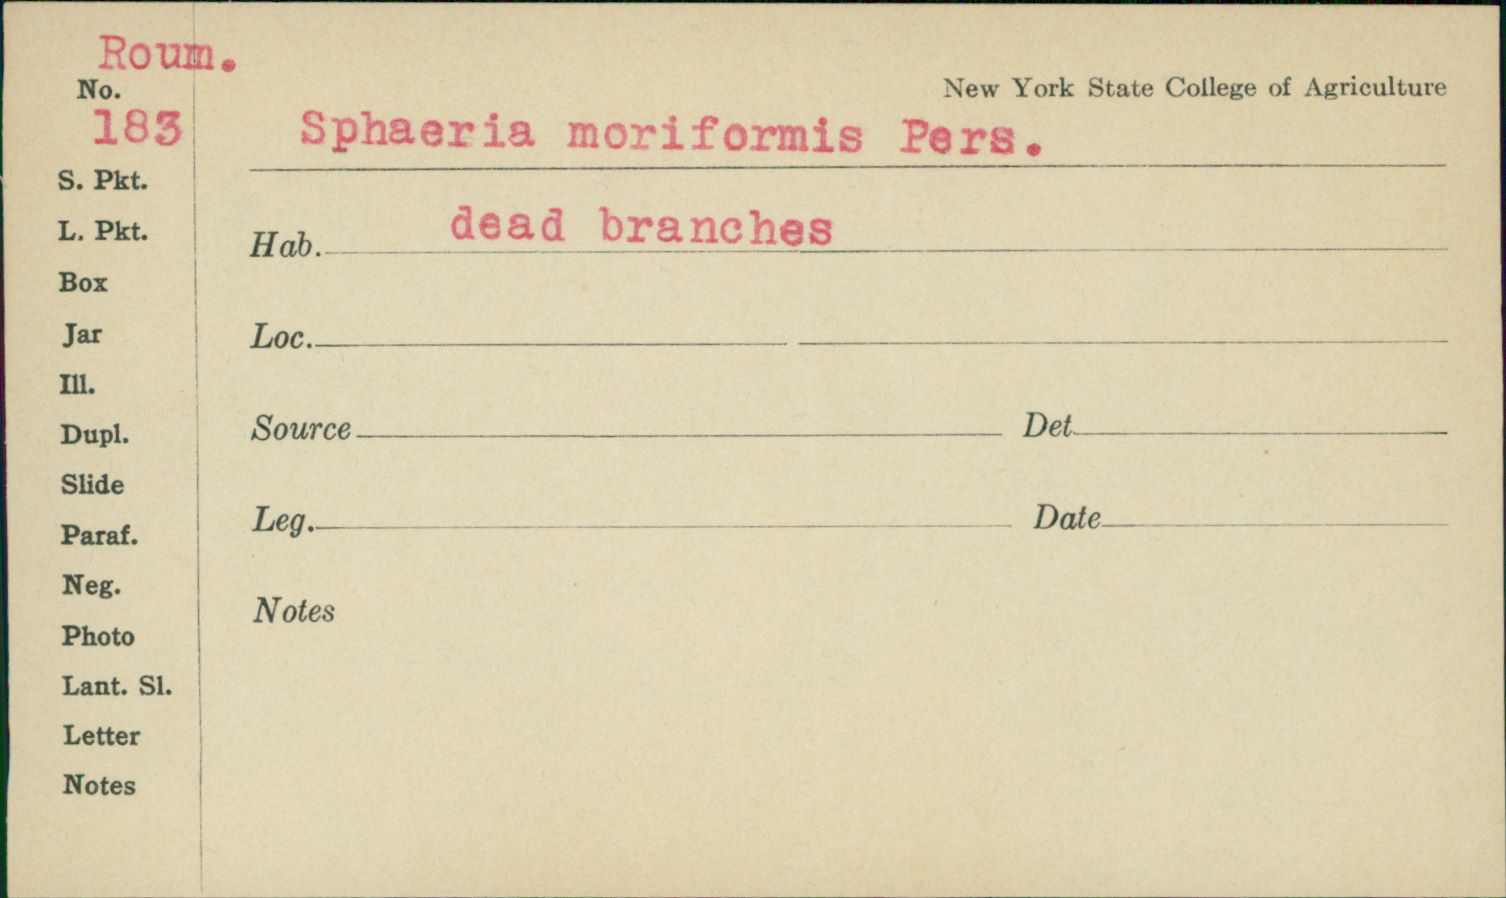 Roum.
No.
183
New York State College of Agriculture
Sphaeria moriformis Pers.
S. Pkt.
L. Pkt.
Box
Jar
Ill.
Dupl.
Slide
Paraf.
Neg.
Photo
Lant. Sl.
Letter
Notes
Hab. dead branches
Loc.
Source Det
Leg. Date
Notes